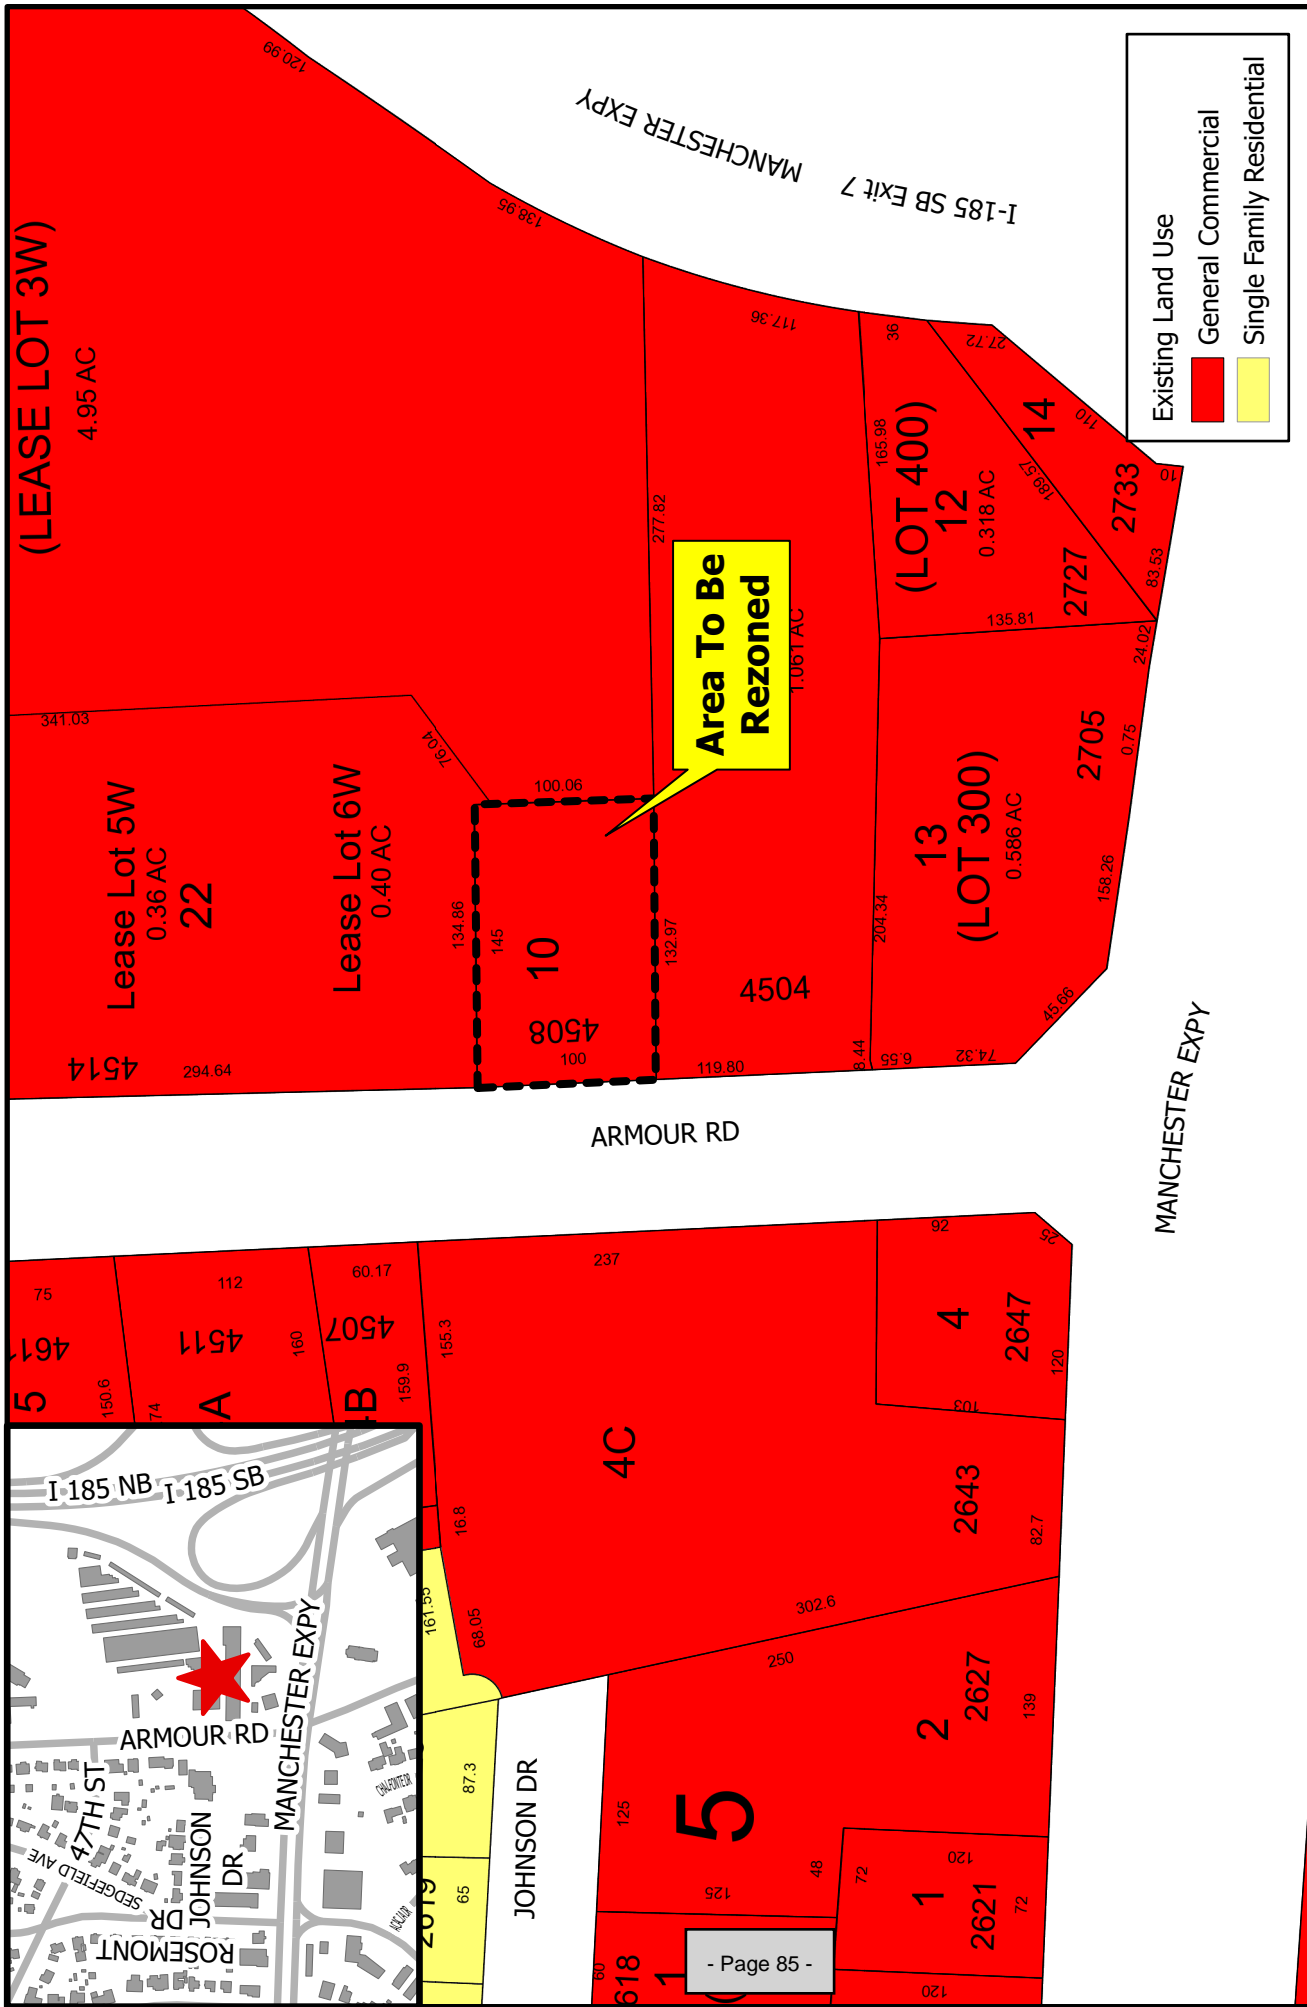 (LEASE LOT 3W)
4.95 AC
120.99
138.95
MANCHESTER EXPY
I-185 SB Exit 7
Existing Land Use
General Commercial
Single Family Residential
341.03
76.04
277.82
117.36
36
27.72
110
10
165.98
(LOT 400)
12
0.318 AC
189.57
14
2733
2727
83.53
135.81
24.02
Area To Be
Rezoned
1.061 AC
Lease Lot 5W
0.36 AC
22
Lease Lot 6W
0.40 AC
4514
294.64
100.06
134.86
145
10
4508
100
132.97
4504
119.80
8.44
204.34
13
(LOT 300)
0.586 AC
2705
0.75
158.26
45.66
6.55
74.32
ARMOUR RD
MANCHESTER EXPY
75
4611
5
150.6
112
4511
A
74
160
60.17
4507
4B
159.9
155.3
237
4C
16.8
161.55
68.05
92
25
4
2647
120
103
2643
82.7
302.6
250
2
2627
139
5
125
125
48
72
120
1
2621
72
120
87.3
65
2619
JOHNSON DR
60
618
1
- Page 85 -
I 185 NB
I 185 SB
MANCHESTER EXPY
ARMOUR RD
47TH ST
SEDGEFIELD AVE
JOHNSON
DR
ROSEMONT
DR
CHALFONTE DR
ACACIA DR